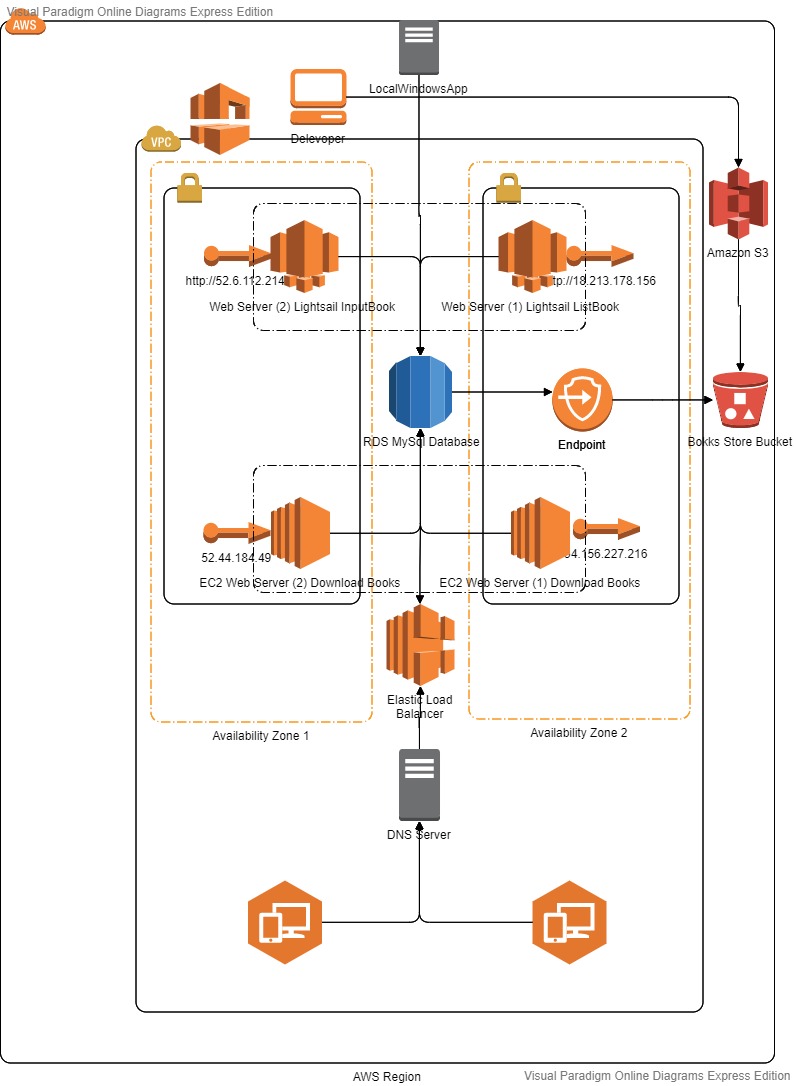 Visual Paradigm Online Diagrams Express Edition
AWS
LocalWindowsApp
Delevoper
VPC
Amazon S3
http://52.6.112.214
tp://18.213.178.156
Web Server (2) Lightsail InputBook
Web Server (1) Lightsail ListBook
RDS MySql Database
Endpoint
Bokks Store Bucket
52.44.184.49
4.156.227.216
EC2 Web Server (2) Download Books
EC2 Web Server (1) Download Books
Elastic Load
Balancer
Availability Zone 1
Availability Zone 2
DNS Server
AWS Region
Visual Paradigm Online Diagrams Express Edition